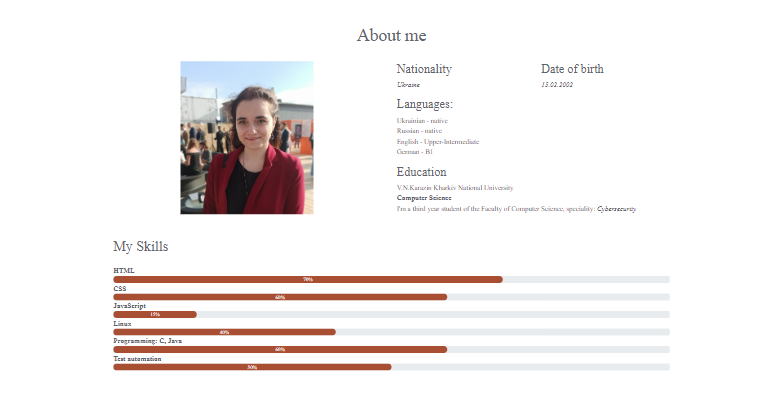 About me
Nationality
Ukraine
Date of birth
15.02.2002
Languages:
Ukrainian - native
Russian - native
English - Upper-Intermediate
German - B1
Education
V.N.Karazin Kharkiv National University
Computer Science
I'm a third year student of the Faculty of Computer Science, speciality: Cybersecurity
My Skills
HTML
70%
CSS
60%
JavaScript
15%
Linux
40%
Programming: C, Java
60%
Test automation
50%